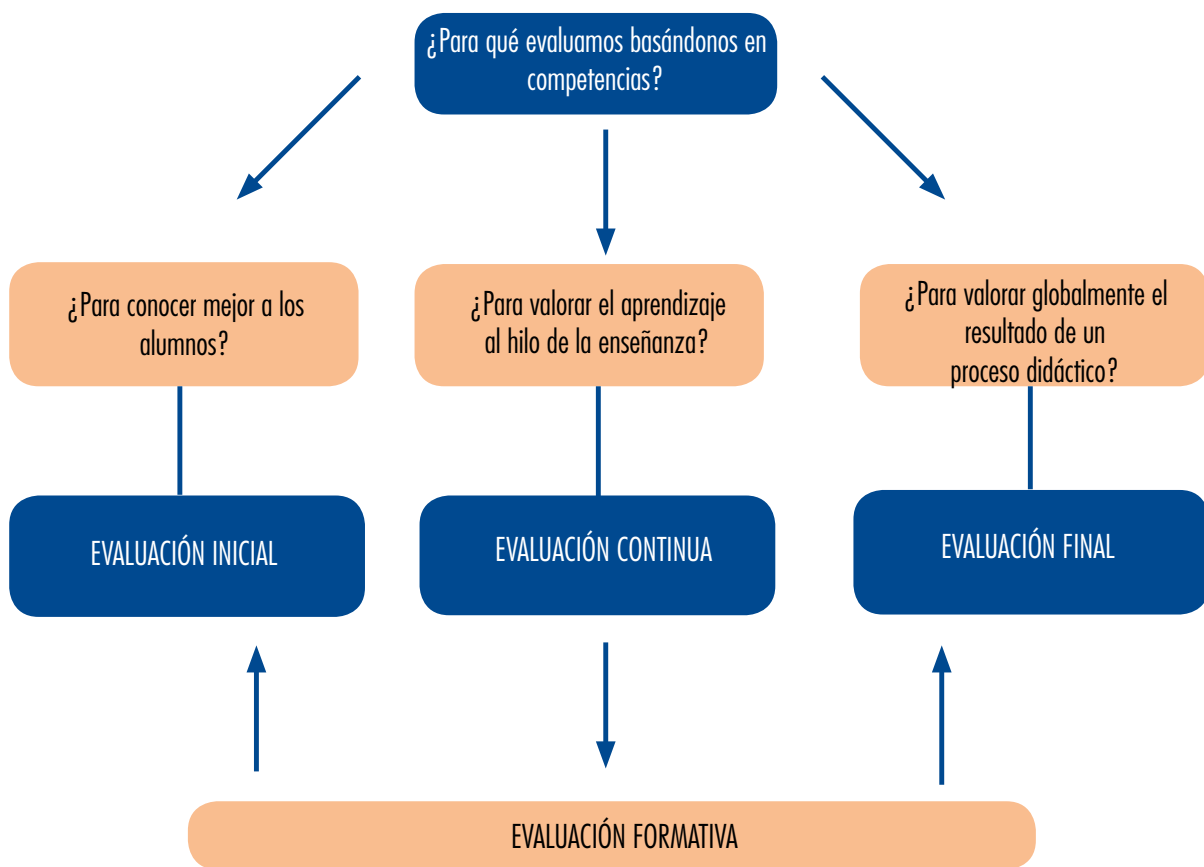 ¿Para qué evaluamos basándonos en
competencias?
¿Para conocer mejor a los
alumnos?
¿Para valorar el aprendizaje
al hilo de la enseñanza?
¿Para valorar globalmente el
resultado de un
proceso didáctico?
EVALUACIÓN INICIAL
EVALUACIÓN CONTINUA
EVALUACIÓN FINAL
EVALUACIÓN FORMATIVA